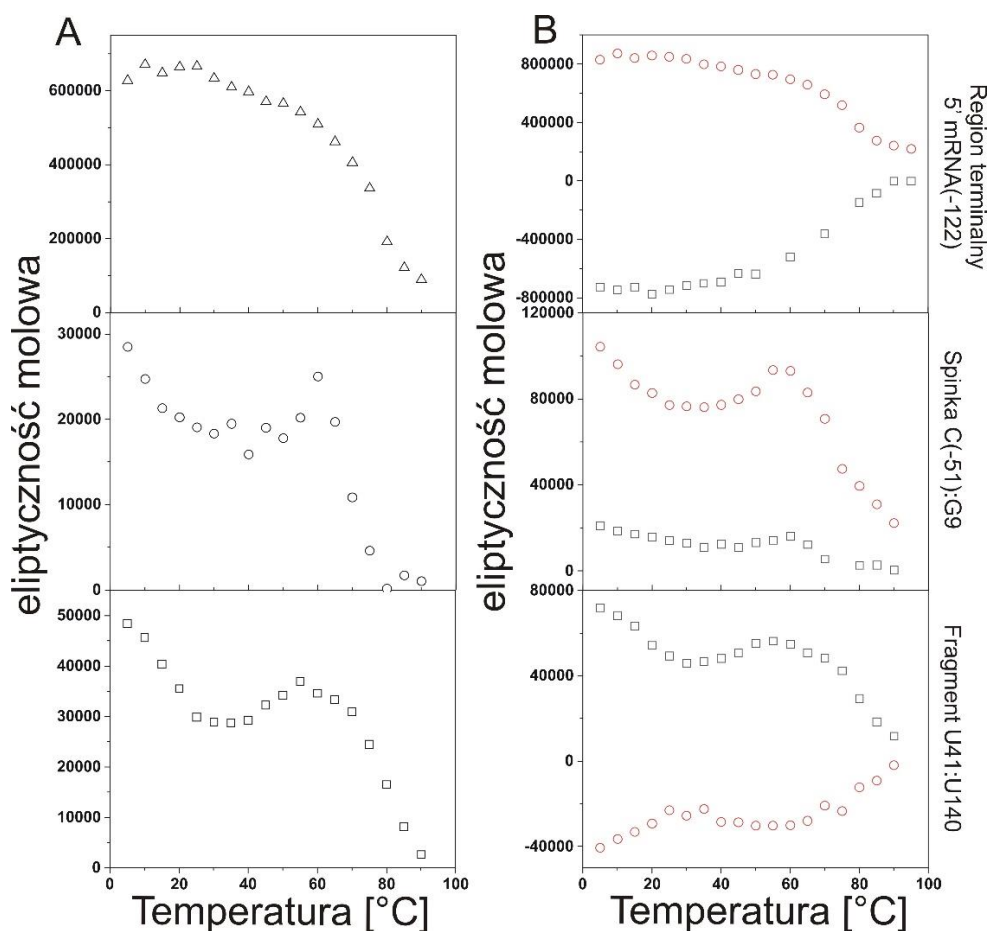 A
B
600000
400000
200000
0
30000
20000
10000
0
50000
40000
30000
20000
10000
0
0 20 40 60 80 100
eliptyczność molowa
Temperatura [°C]
800000
400000
0
-400000
-800000
120000
80000
40000
0
80000
40000
0
-40000
0 20 40 60 80 100
eliptyczność molowa
Temperatura [°C]
Region terminalny
5' mRNA(-122)
Spinka C(-51):G9
Fragment U41:U140